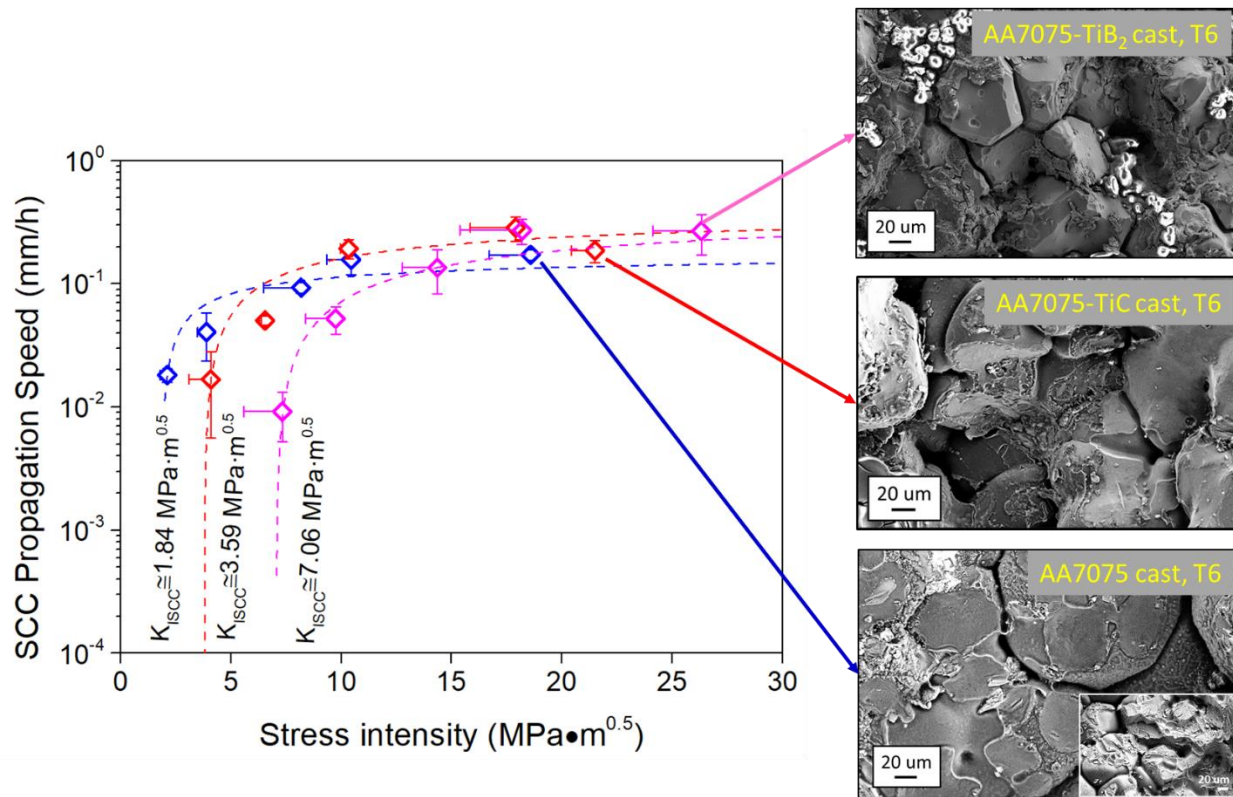 AA7075-TiB₂ cast, T6
20 um
AA7075-TiC cast, T6
20 um
AA7075 cast, T6
20 um
20 um
SCC Propagation Speed (mm/h)
10⁰
10⁻¹
10⁻²
10⁻³
10⁻⁴
K_ISCC≅1.84 MPa·m^0.5
K_ISCC≅3.59 MPa·m^0.5
K_ISCC≅7.06 MPa·m^0.5
0 5 10 15 20 25 30
Stress intensity (MPa●m^0.5)